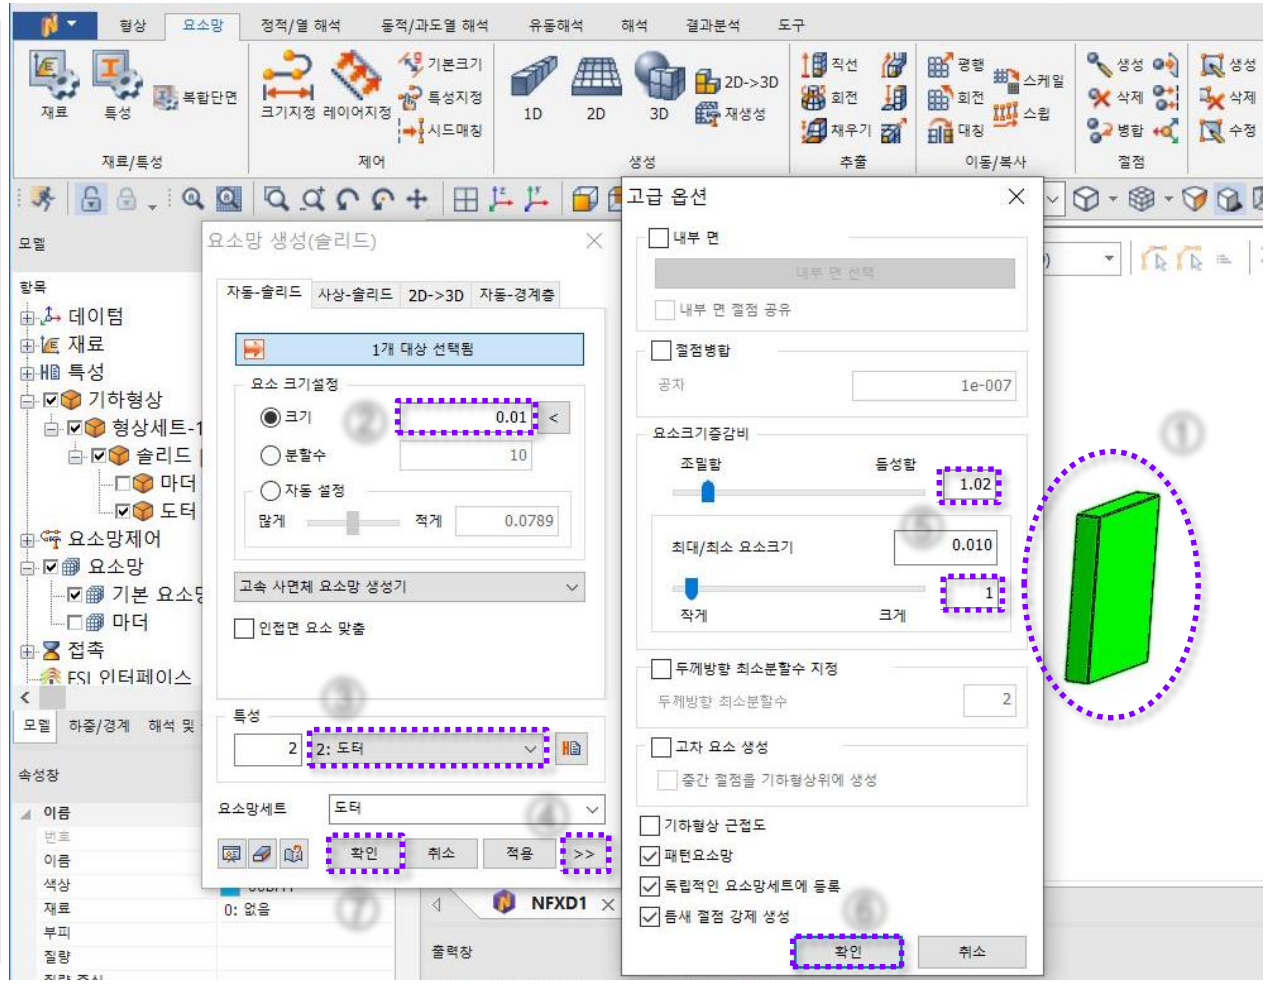 형상 요소망 정적/열 해석 동적/과도열 해석 유동해석 해석 결과분석 도구
재료 특성 복합단면
크기지정 레이어지정 기본크기 특성지정 시드매칭
1D 2D 3D 2D->3D 재생성
직선 회전 채우기
평행 회전 대칭 스케일 스윕
생성 삭제 병합
생성 삭제 수정
재료/특성 제어 생성 추출 이동/복사 절점
모델
항목
데이텀
재료
특성
기하형상
형상세트-1
솔리드
마더
도터
요소망제어
요소망
기본 요소망
마더
접촉
FSI 인터페이스
모델 하중/경계 해석 및
속성창
이름
번호
이름
색상
재료 0: 없음
부피
질량
요소망 생성(솔리드)
자동-솔리드 사상-솔리드 2D->3D 자동-경계층
1개 대상 선택됨
요소 크기설정
크기 ② 0.01 <
분할수 10
자동 설정
많게 적게 0.0789
고속 사면체 요소망 생성기
인접면 요소 맞춤
③
특성
2 2: 도터
요소망세트 도터
④
확인 취소 적용 >>
⑦
NFXD1
출력창
고급 옵션
내부 면
내부 면 선택
내부 면 절점 공유
절점병합
공차 1e-007
요소크기증감비
조밀함 듬성함
1.02
⑤
최대/최소 요소크기 0.010
1
작게 크게
두께방향 최소분할수 지정
두께방향 최소분할수 2
고차 요소 생성
중간 절점을 기하형상위에 생성
기하형상 근접도
패턴요소망
독립적인 요소망세트에 등록
틈새 절점 강제 생성
⑥
확인 취소
①